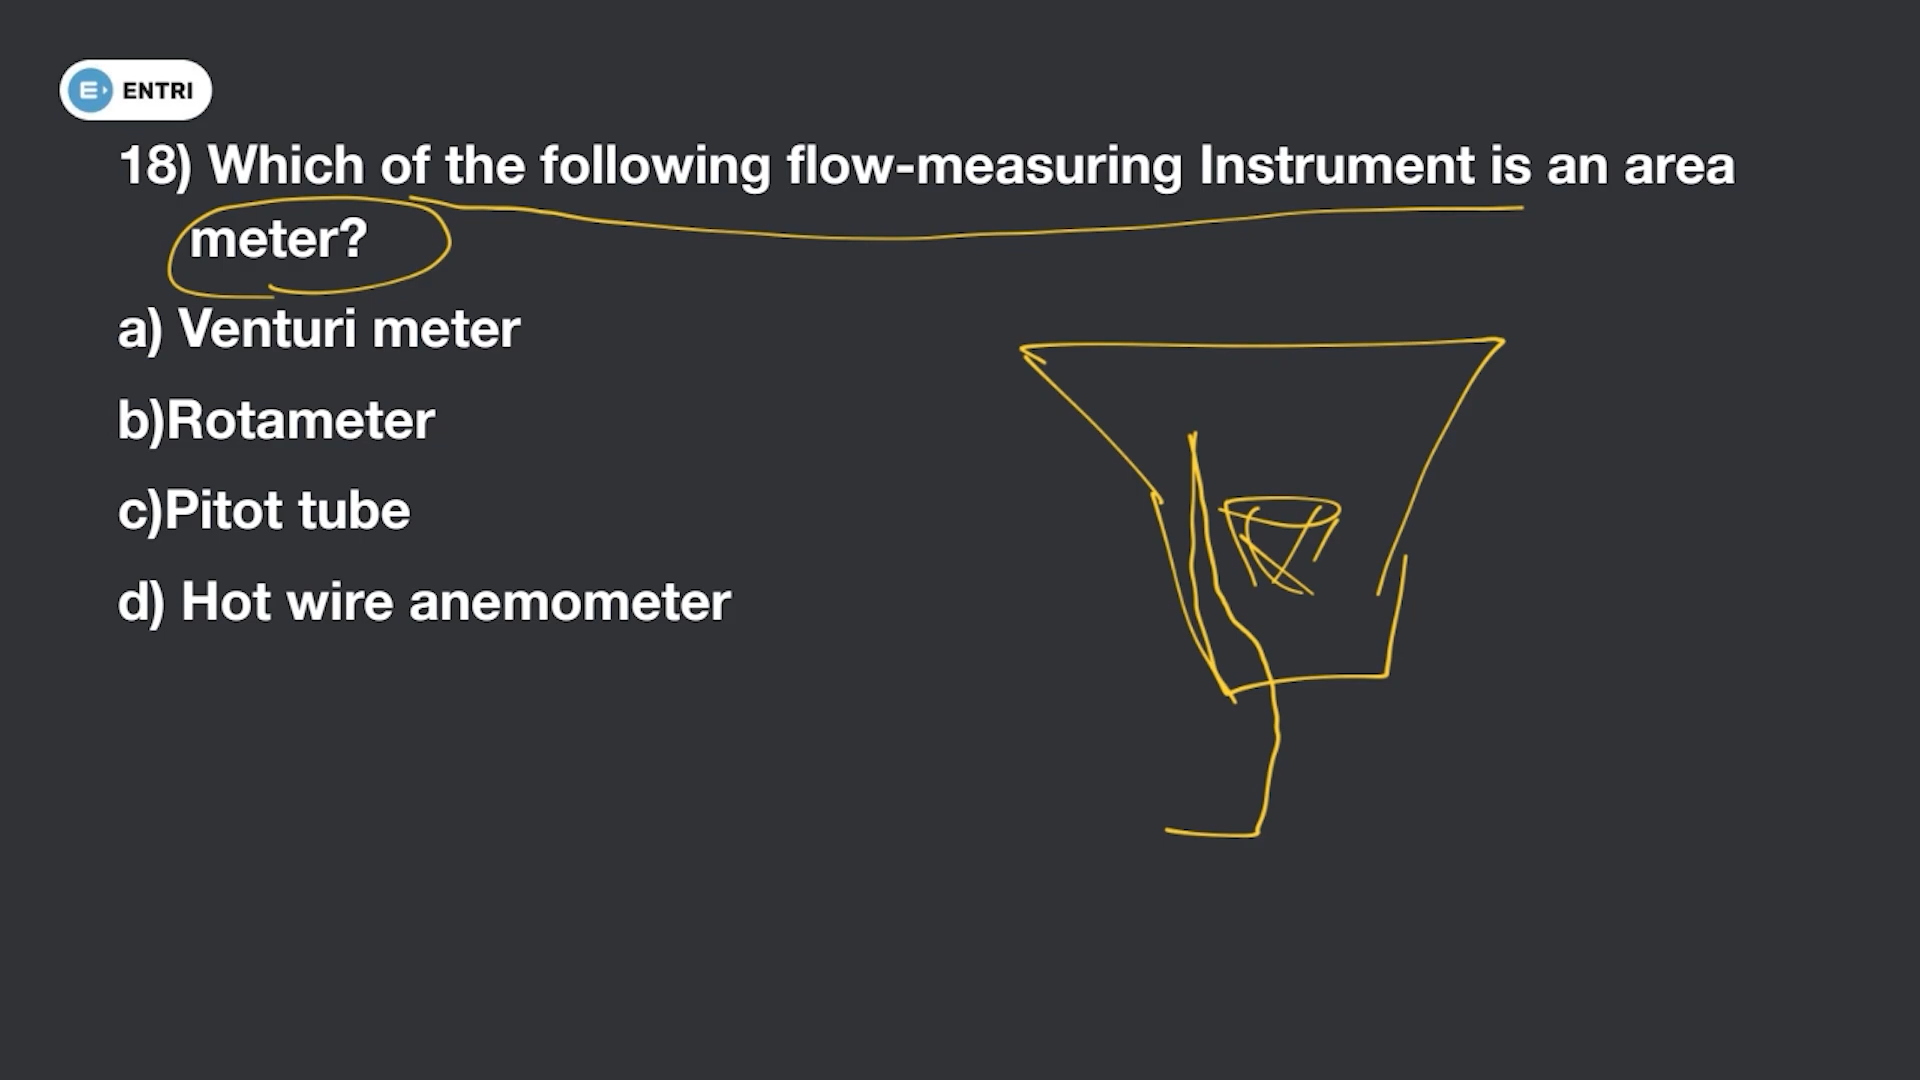 ENTRI
18) Which of the following flow-measuring Instrument is an area
meter?
a) Venturi meter
b)Rotameter
c)Pitot tube
d) Hot wire anemometer